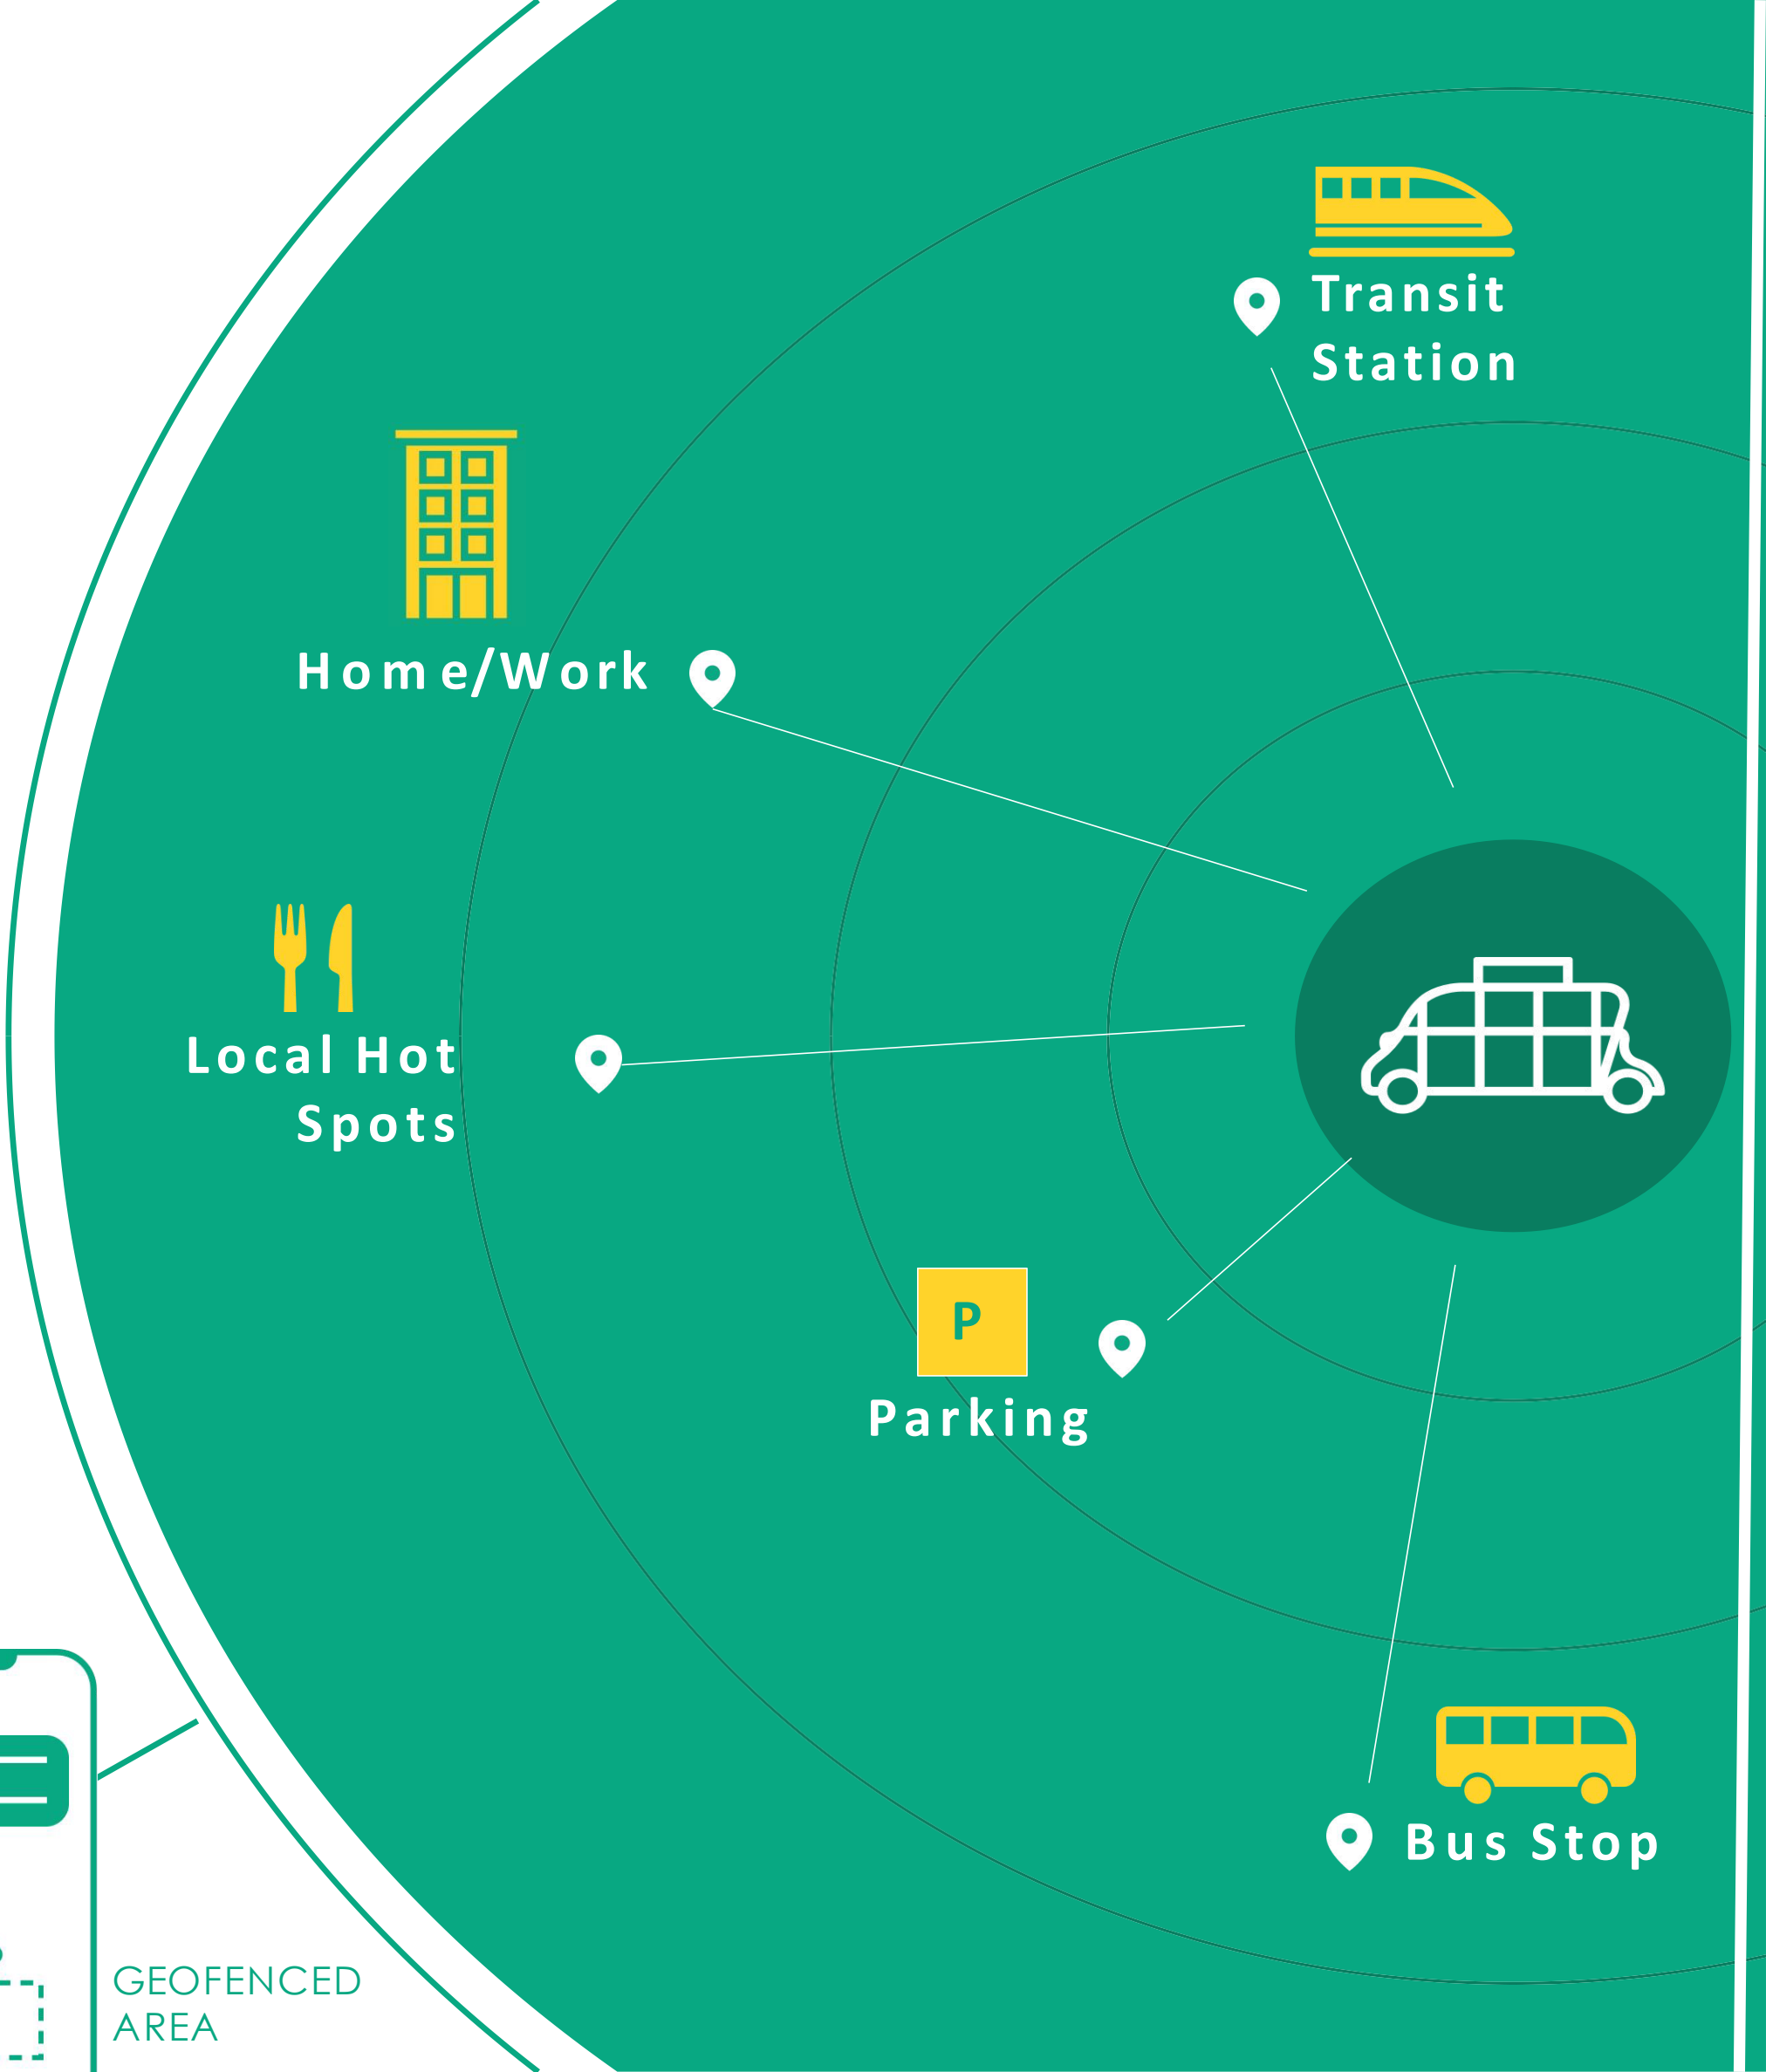 Transit
Station
Home/Work
Local Hot
Spots
P
Parking
Bus Stop
GEOFENCED
AREA